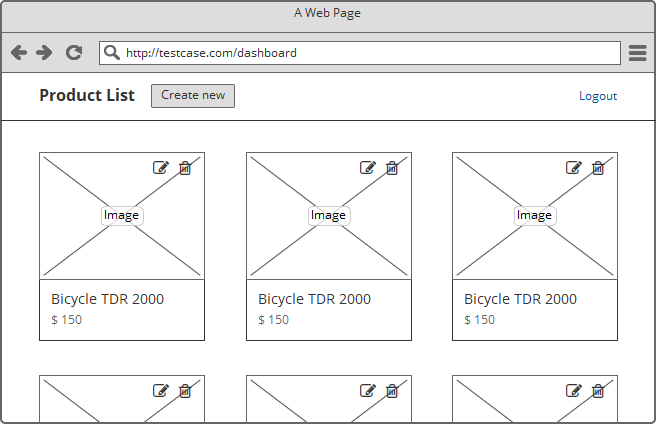 A Web Page
http://testcase.com/dashboard
Product List
Create new
Logout
Image
Image
Image
Bicycle TDR 2000
$ 150
Bicycle TDR 2000
$ 150
Bicycle TDR 2000
$ 150